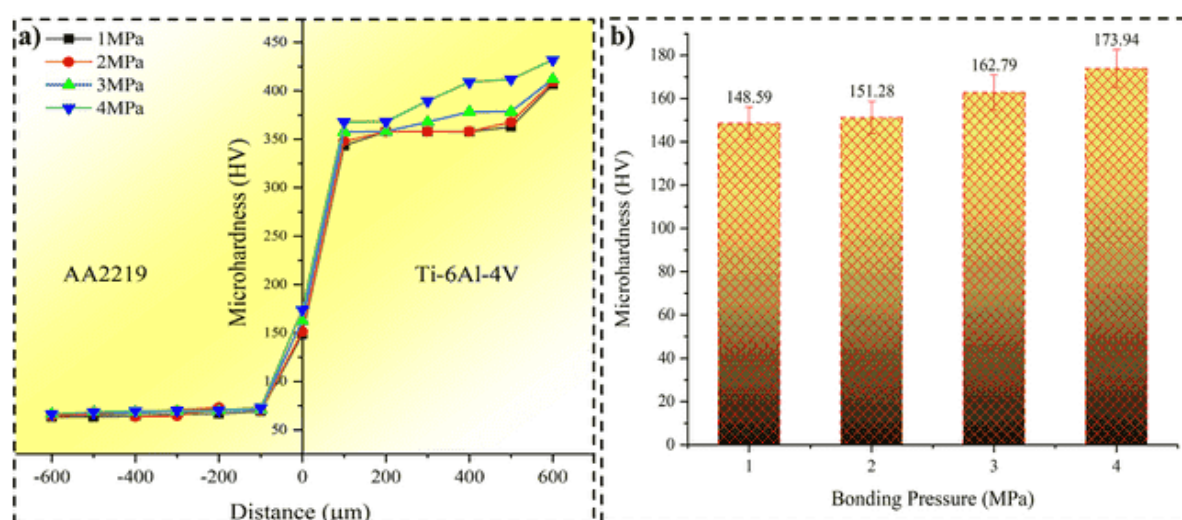 a)
1MPa
2MPa
3MPa
4MPa
Microhardness (HV)
450
400
350
300
250
200
150
100
50
AA2219
Ti-6Al-4V
-600
-400
-200
0
200
400
600
Distance (μm)
b)
Microhardness (HV)
180
160
140
120
100
80
60
40
20
0
148.59
151.28
162.79
173.94
1
2
3
4
Bonding Pressure (MPa)